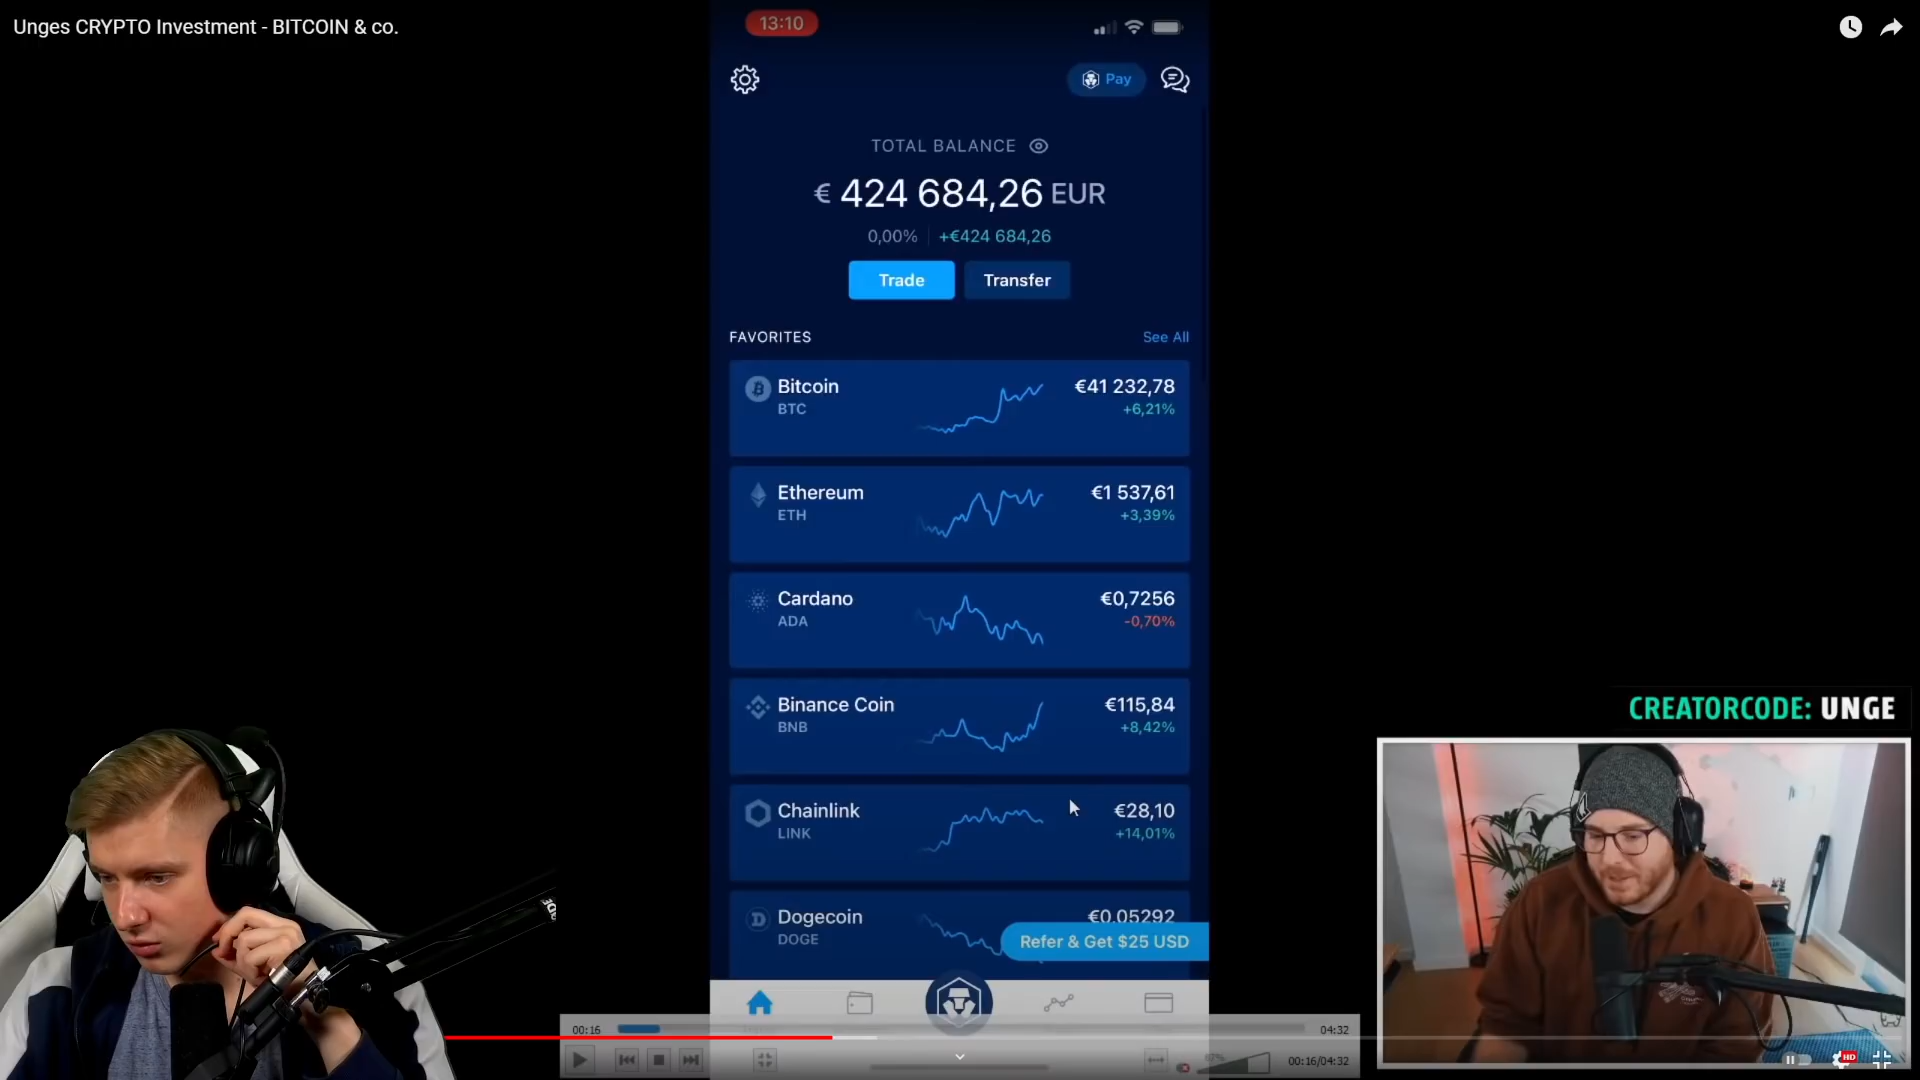 Unges CRYPTO Investment - BITCOIN & co.
13:10
Pay
TOTAL BALANCE
€ 424 684,26 EUR
0,00% +€424 684,26
Trade Transfer
FAVORITES See All
Bitcoin €41 232,78
BTC +6,21%
Ethereum €1 537,61
ETH +3,39%
Cardano €0,7256
ADA -0,70%
Binance Coin €115,84
BNB +8,42%
CREATORCODE: UNGE
Chainlink €28,10
LINK +14,01%
Dogecoin €0,05292
DOGE
Refer & Get $25 USD
00:16 04:32
00:16/04:32
HD